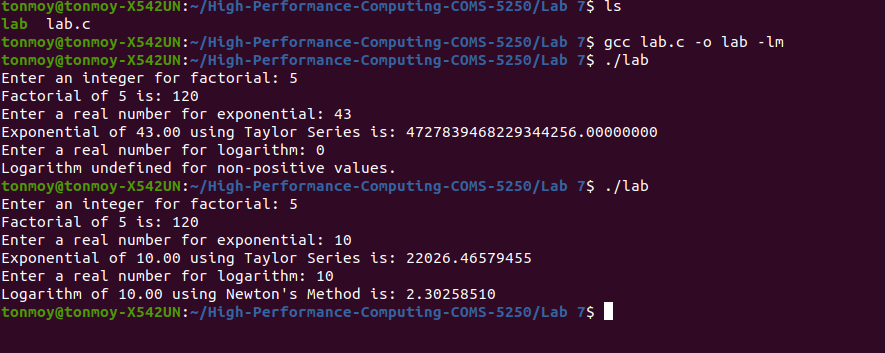 tonmoy@tonmoy-X542UN:~/High-Performance-Computing-COMS-5250/Lab 7$ ls
lab  lab.c
tonmoy@tonmoy-X542UN:~/High-Performance-Computing-COMS-5250/Lab 7$ gcc lab.c -o lab -lm
tonmoy@tonmoy-X542UN:~/High-Performance-Computing-COMS-5250/Lab 7$ ./lab
Enter an integer for factorial: 5
Factorial of 5 is: 120
Enter a real number for exponential: 43
Exponential of 43.00 using Taylor Series is: 4727839468229344256.00000000
Enter a real number for logarithm: 0
Logarithm undefined for non-positive values.
tonmoy@tonmoy-X542UN:~/High-Performance-Computing-COMS-5250/Lab 7$ ./lab
Enter an integer for factorial: 5
Factorial of 5 is: 120
Enter a real number for exponential: 10
Exponential of 10.00 using Taylor Series is: 22026.46579455
Enter a real number for logarithm: 10
Logarithm of 10.00 using Newton's Method is: 2.30258510
tonmoy@tonmoy-X542UN:~/High-Performance-Computing-COMS-5250/Lab 7$